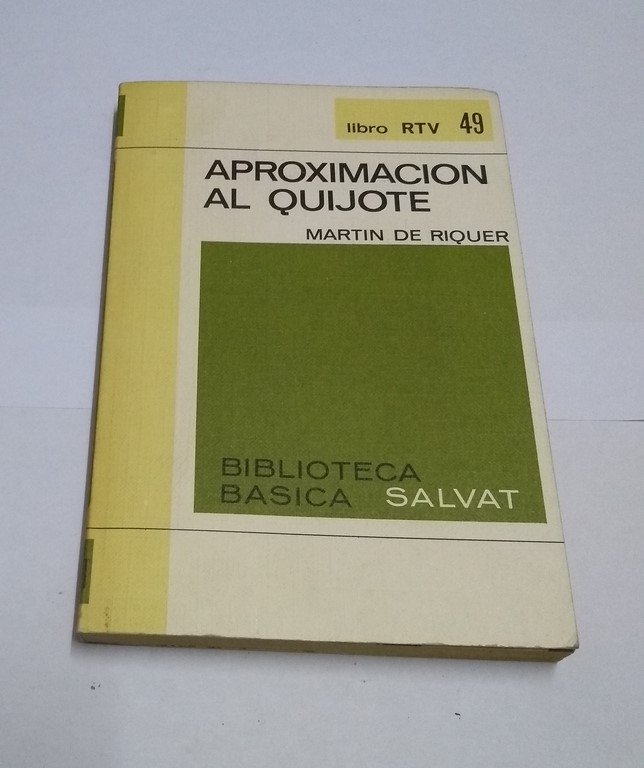 libro RTV 49
APROXIMACION
AL QUIJOTE
MARTIN DE RIQUER
BIBLIOTECA
BASICA SALVAT